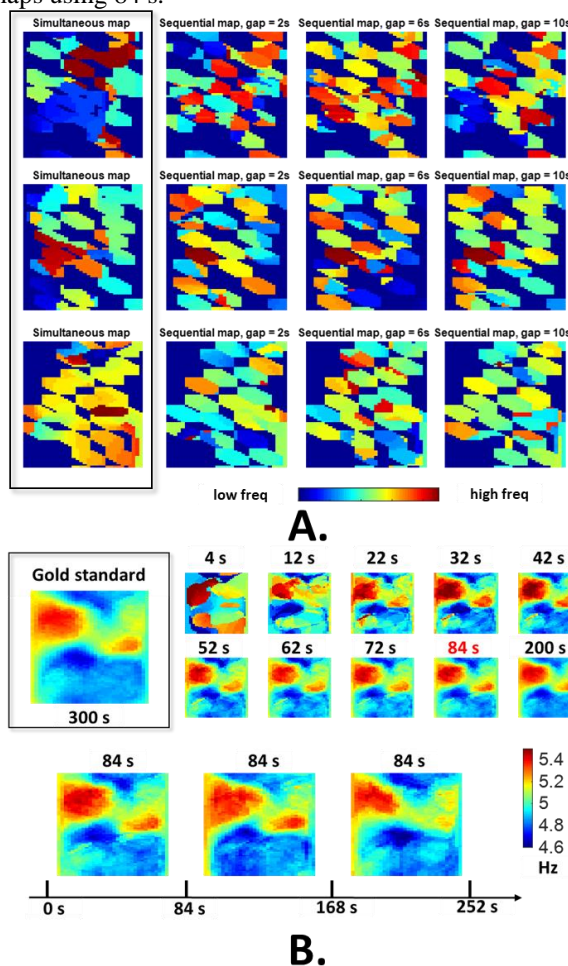 aps using 84 s.
Simultaneous map Sequential map, gap = 2s Sequential map, gap = 6s Sequential map, gap = 10s
Simultaneous map Sequential map, gap = 2s Sequential map, gap = 6s Sequential map, gap = 10s
Simultaneous map Sequential map, gap = 2s Sequential map, gap = 6s Sequential map, gap = 10s
low freq high freq
A.
4 s 12 s 22 s 32 s 42 s
Gold standard
52 s 62 s 72 s 84 s 200 s
300 s
84 s 84 s 84 s
5.4
5.2
5
4.8
4.6
Hz
0 s 84 s 168 s 252 s
B.